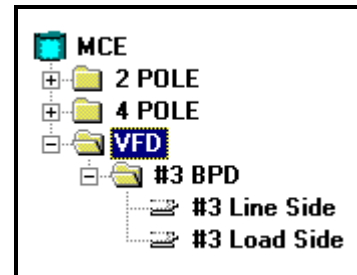 MCE
2 POLE
4 POLE
VFD
#3 BPD
#3 Line Side
#3 Load Side